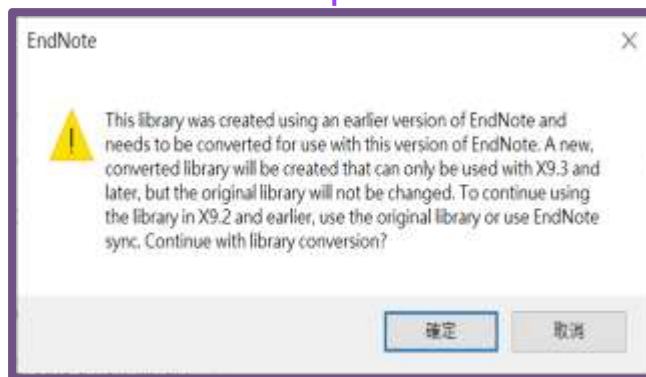 EndNote
This library was created using an earlier version of EndNote and
needs to be converted for use with this version of EndNote. A new,
converted library will be created that can only be used with X9.3 and
later, but the original library will not be changed. To continue using
the library in X9.2 and earlier, use the original library or use EndNote
sync. Continue with library conversion?
確定
取消